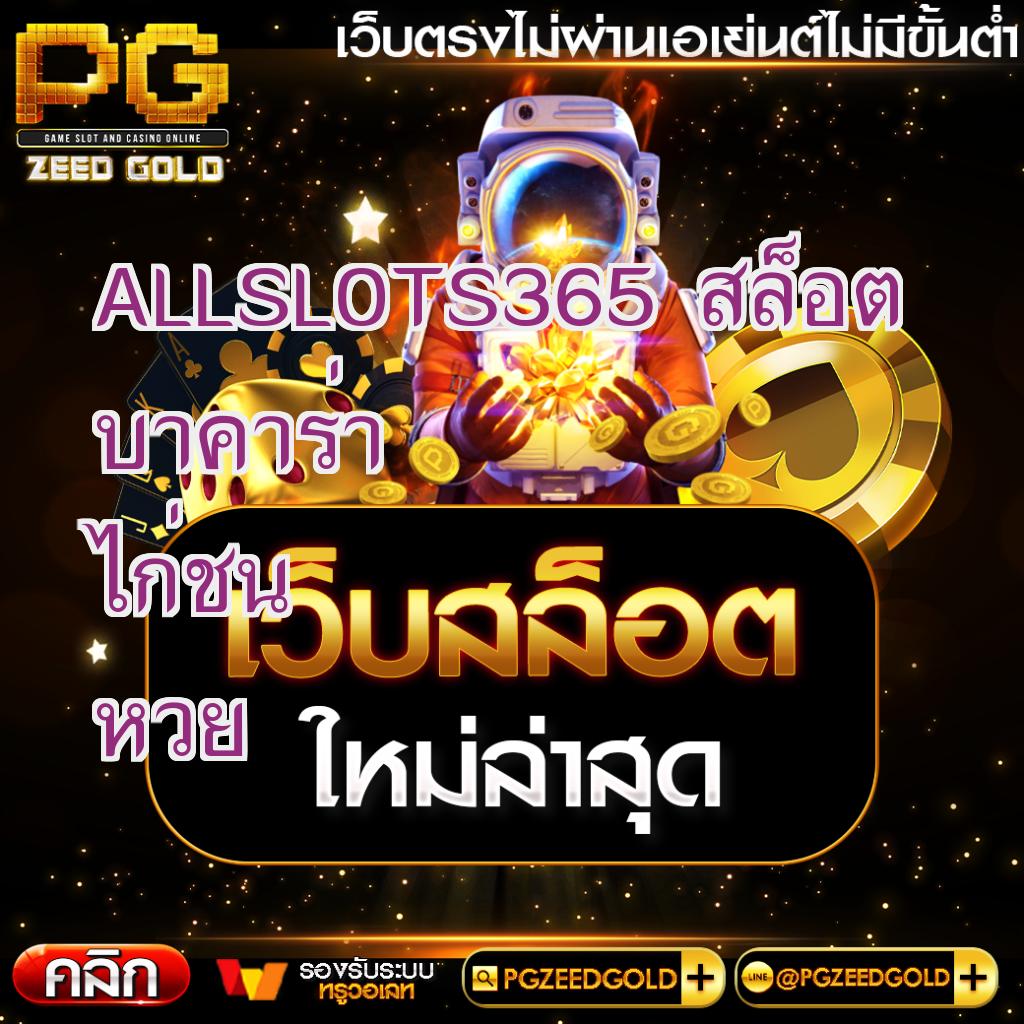 เว็บตรงไม่ผ่านเอเย่นต์ไม่มีขั้นต่ำ
PG
GAME SLOT AND CASINO ONLINE
ZEED GOLD
ALLSLOTS365 สล็อต
บาคาร่า
ไก่ชน
เว็บสล็อต
หวย
ใหม่ล่าสุด
คลิก
รองรับระบบ
ทรูวอเลท
PGZEEDGOLD +
LINE @PGZEEDGOLD +